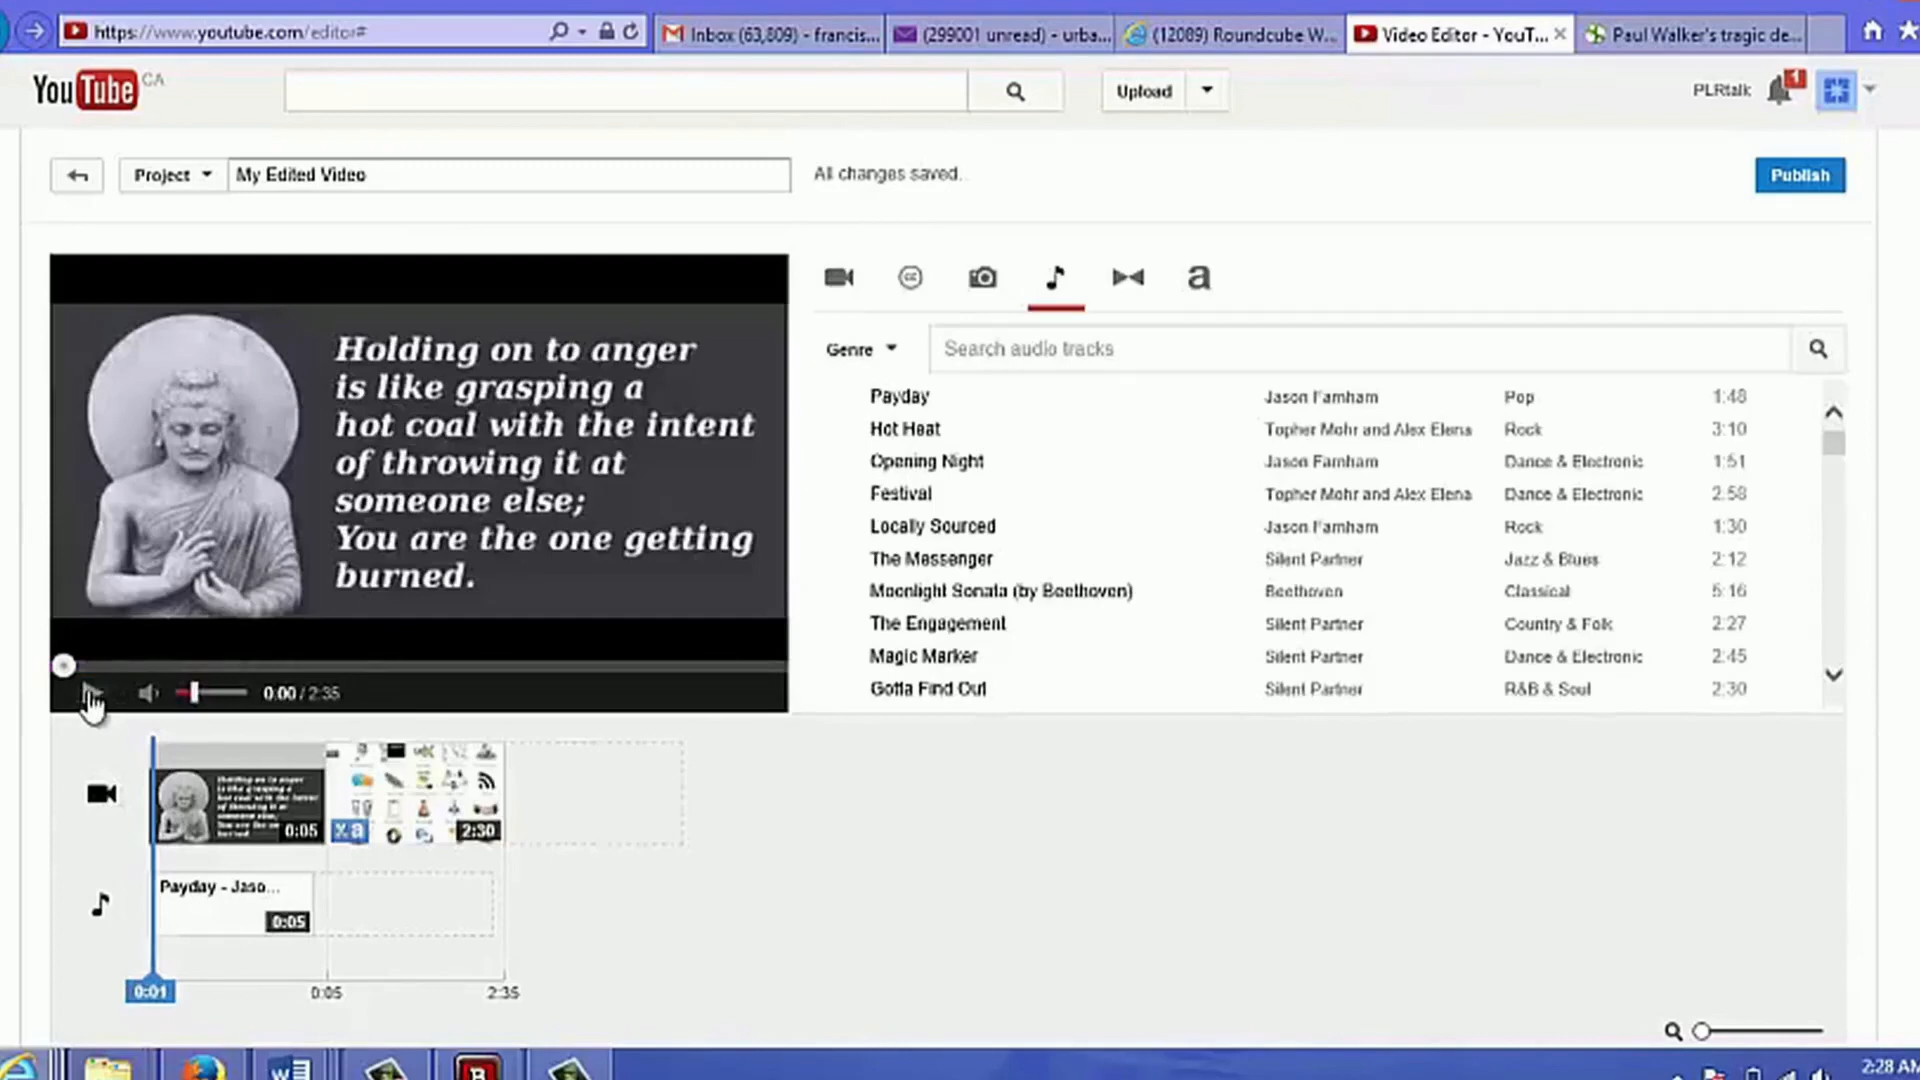 https://www.youtube.com/editor#
Inbox (63,809) - francis...
(299001 unread) - urba...
(12089) Roundcube W...
Video Editor - YouT...
Paul Walker's tragic de...
YouTube CA
Upload
PLRtalk
1
Project
My Edited Video
All changes saved.
Publish
Holding on to anger
is like grasping a
hot coal with the intent
of throwing it at
someone else;
You are the one getting
burned.
0:00 / 2:35
cc
a
Genre
Search audio tracks
Payday Jason Farnham Pop 1:48
Hot Heat Topher Mohr and Alex Elena Rock 3:10
Opening Night Jason Farnham Dance & Electronic 1:51
Festival Topher Mohr and Alex Elena Dance & Electronic 2:58
Locally Sourced Jason Farnham Rock 1:30
The Messenger Silent Partner Jazz & Blues 2:12
Moonlight Sonata (by Beethoven) Beethoven Classical 5:16
The Engagement Silent Partner Country & Folk 2:27
Magic Marker Silent Partner Dance & Electronic 2:45
Gotta Find Out Silent Partner R&B & Soul 2:30
0:05
a
2:30
Payday - Jaso...
0:05
0:01
0:05
2:35
2:28 AM